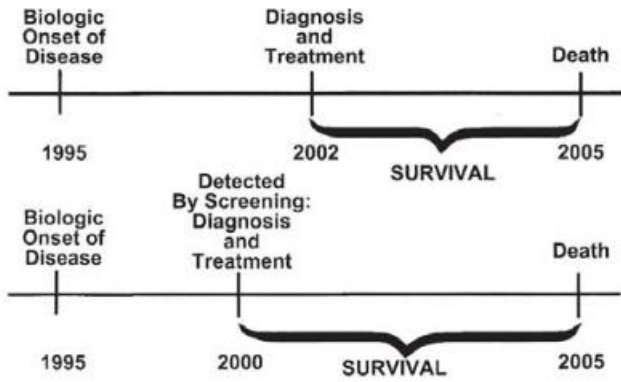 Biologic
Onset of
Disease
Diagnosis
and
Treatment
Death
1995
2002
2005
SURVIVAL
Biologic
Onset of
Disease
Detected
By Screening:
Diagnosis
and
Treatment
Death
1995
2000
2005
SURVIVAL